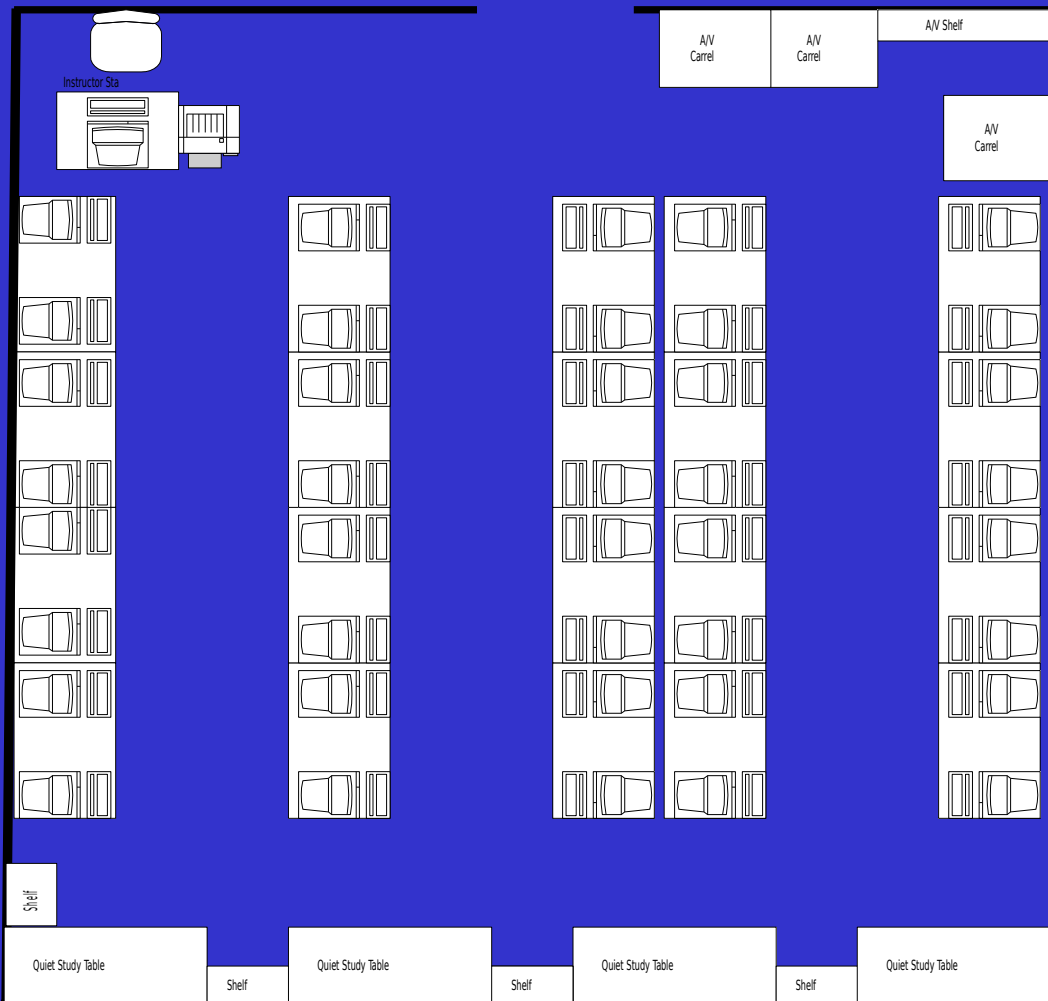 A/V Shelf
A/V
Carrel
A/V
Carrel
Instructor Sta
A/V
Carrel
Shelf
Quiet Study Table
Quiet Study Table
Quiet Study Table
Quiet Study Table
Shelf
Shelf
Shelf